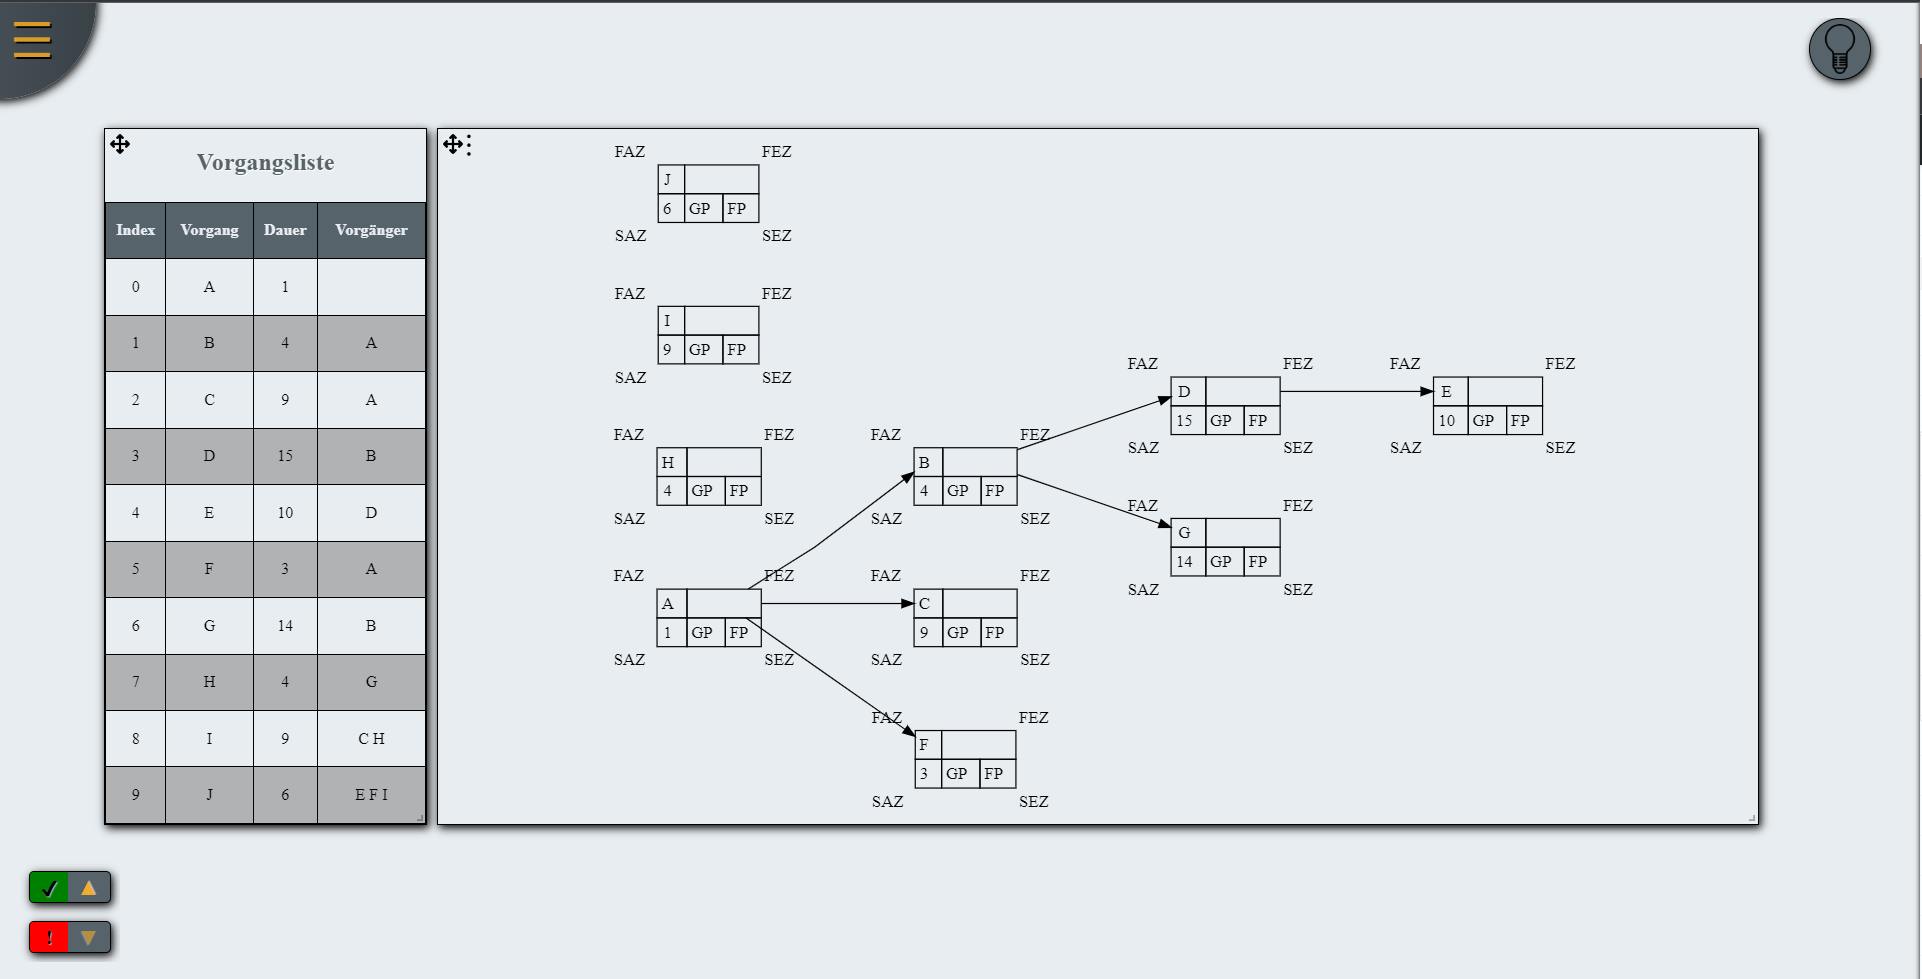 Vorgangsliste
Index Vorgang Dauer Vorgänger
0 A 1
1 B 4 A
2 C 9 A
3 D 15 B
4 E 10 D
5 F 3 A
6 G 14 B
7 H 4 G
8 I 9 C H
9 J 6 E F I
FAZ FEZ
J
6 GP FP
SAZ SEZ
FAZ FEZ
I
9 GP FP
SAZ SEZ
FAZ FEZ
H
4 GP FP
SAZ SEZ
FAZ FEZ
A
1 GP FP
SAZ SEZ
FAZ FEZ
B
4 GP FP
SAZ SEZ
FAZ FEZ
C
9 GP FP
SAZ SEZ
FAZ FEZ
F
3 GP FP
SAZ SEZ
FAZ FEZ
D
15 GP FP
SAZ SEZ
FAZ FEZ
G
14 GP FP
SAZ SEZ
FAZ FEZ
E
10 GP FP
SAZ SEZ
!